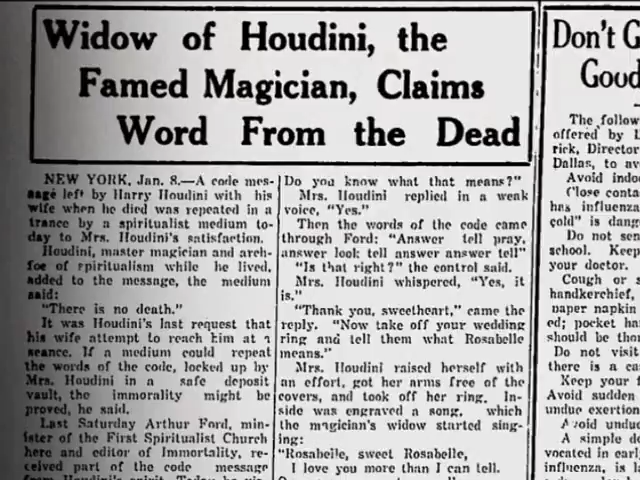 Widow of Houdini, the
Famed Magician, Claims
Word From the Dead
NEW YORK, Jan. 8.—A code mes-
sage left by Harry Houdini with his
wife when he died was repeated in a
trance by a spiritualist medium to-
day to Mrs. Houdini's satisfaction.
Houdini, master magician and arch-
foe of spiritualism while he lived,
added to the message, the medium
said:
"There is no death."
It was Houdini's last request that
his wife attempt to reach him at a
seance. If a medium could repeat
the words of the code, locked up by
Mrs. Houdini in a safe deposit
vault, the immorality might be
proved, he said.
Last Saturday Arthur Ford, min-
ister of the First Spiritualist Church
here and editor of Immortality, re-
ceived part of the code message
from Houdini's spirit.
Do you know what that means?"
Mrs. Houdini replied in a weak
voice, "Yes."
Then the words of the code came
through Ford: "Answer tell pray,
answer look tell answer answer tell"
"Is that right?" the control said.
Mrs. Houdini whispered, "Yes, it
is."
"Thank you, sweetheart," came the
reply. "Now take off your wedding
ring and tell them what Rosabelle
means."
Mrs. Houdini raised herself with
an effort, got her arms free of the
covers, and took off her ring. In-
side was engraved a song, which
the magician's widow started sing-
ing:
"Rosabelle, sweet Rosabelle,
I love you more than I can tell.
Don't G
Good
The follow
offered by D
rick, Director
Dallas, to av
Avoid indo
Close conta
has influenza
cold" is dang
Do not sen
school. Keep
your doctor.
Cough or s
handkerchief,
paper napkin
ed; pocket ha
should be tho
Do not visit
there is a ca
Keep your
Avoid sudden
undue exertion
Avoid undu
A simple d
vocated in earl
influenza, is